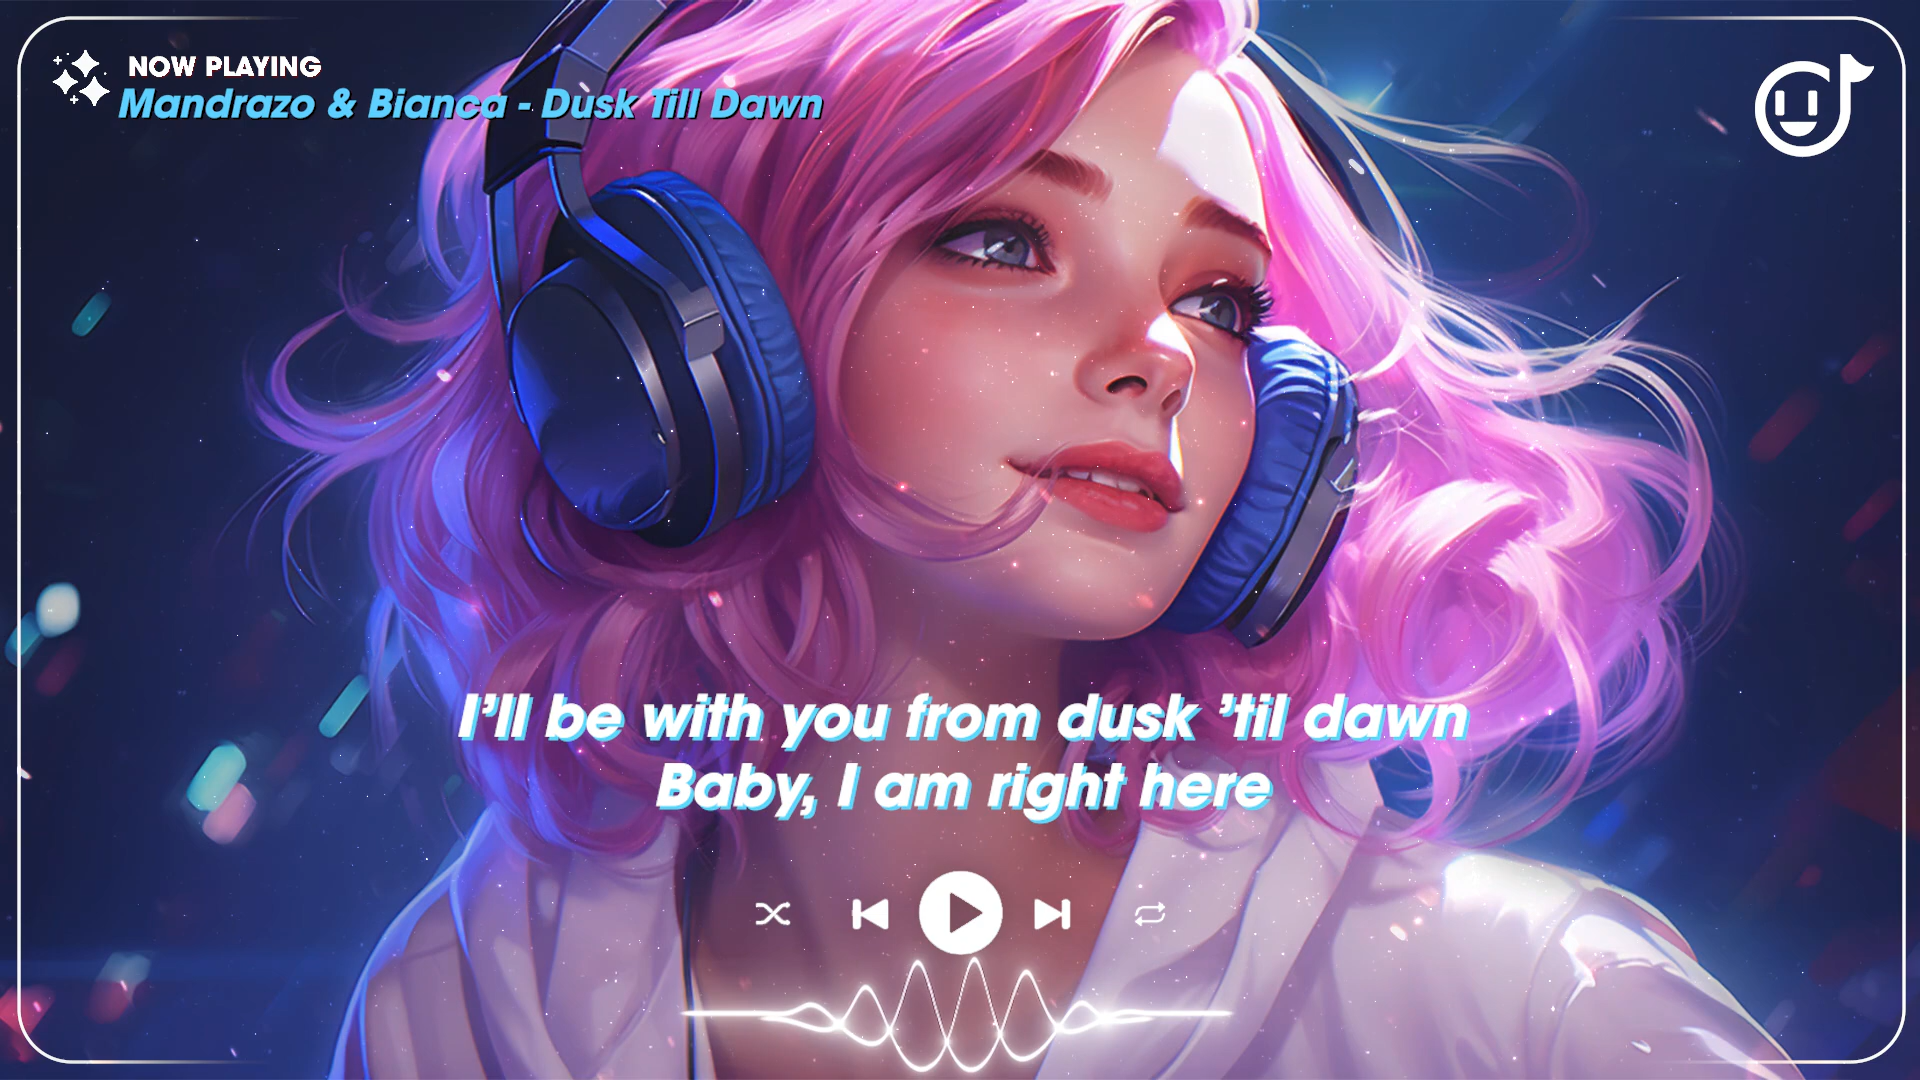 NOW PLAYING
Mandrazo & Bianca - Dusk Till Dawn
I’ll be with you from dusk ’til dawn
Baby, I am right here